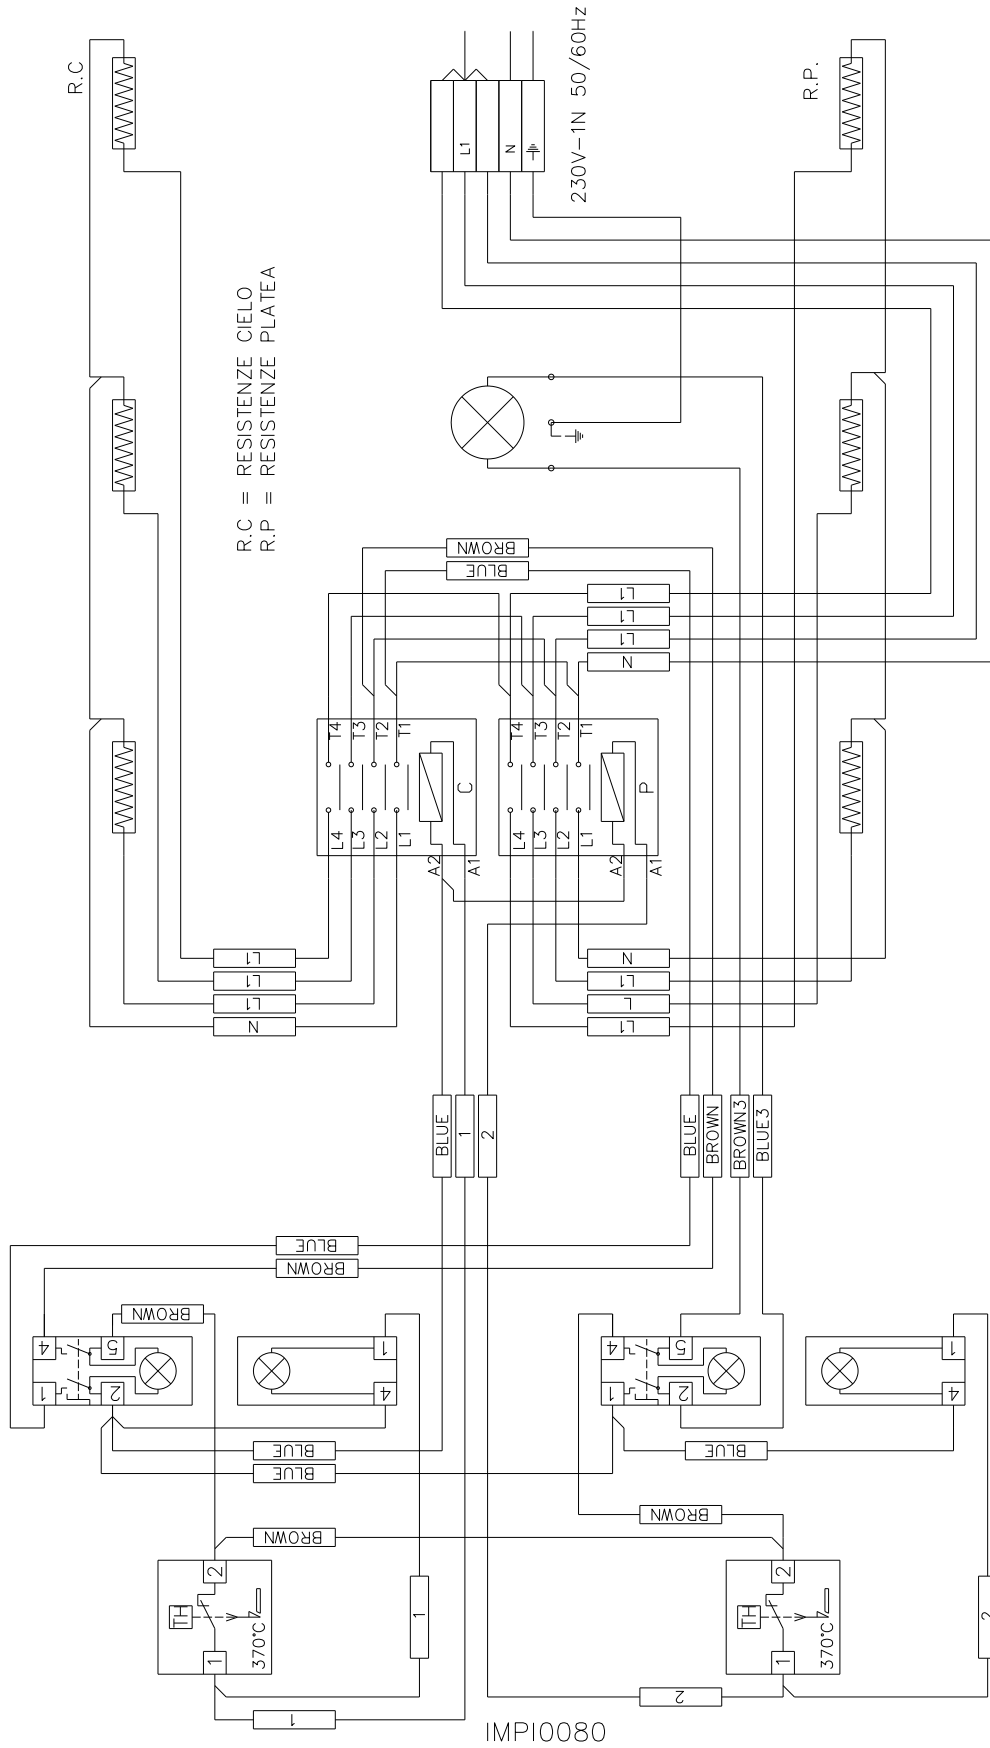 R.C
R.P.
L1
N
230V-1N 50/60Hz
R.C = RESISTENZE CIELO
R.P = RESISTENZE PLATEA
BROWN
BLUE
L1
L1
L1
N
T4
T3
T2
T1
C
L4
L3
L2
L1
A2
A1
T4
T3
T2
T1
P
L4
L3
L2
L1
A2
A1
L1
L1
L1
N
N
L1
L
L1
BLUE
1
2
BLUE
BROWN
BROWN3
BLUE3
BLUE
BROWN
BROWN
4
5
1
2
1
4
4
5
1
2
1
4
BLUE
BLUE
BLUE
BROWN
BROWN
2
TH
370°C
1
1
2
TH
370°C
1
2
2
1
IMPI0080